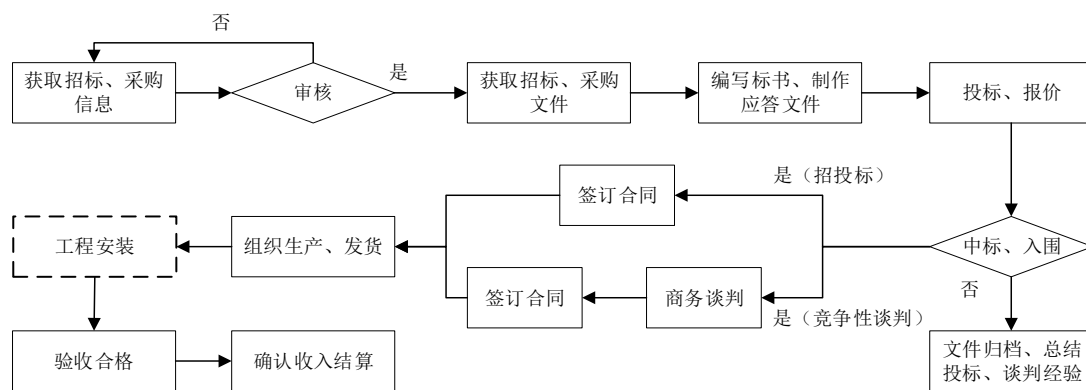 否
获取招标、采购
信息
审核
是
获取招标、采购
文件
编写标书、制作
应答文件
投标、报价
签订合同
是（招投标）
工程安装
组织生产、发货
中标、入围
签订合同
商务谈判
是（竞争性谈判）
否
验收合格
确认收入结算
文件归档、总结
投标、谈判经验